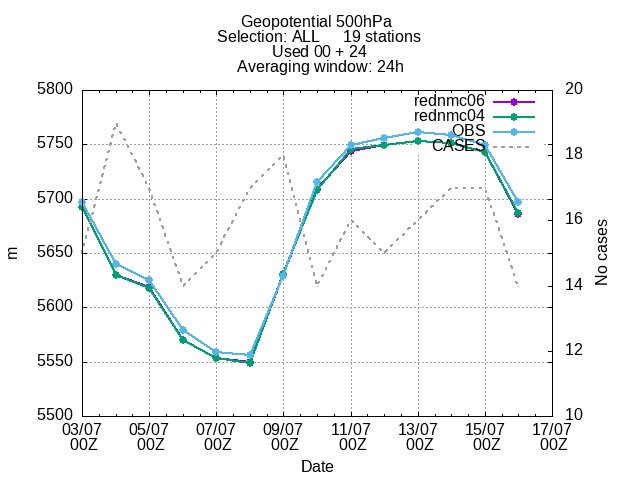 Geopotential 500hPa
Selection: ALL 19 stations
Used 00 + 24
Averaging window: 24h
5800
5750
5700
5650
5600
5550
5500
m
20
18
16
14
12
10
No cases
rednmc06
rednmc04
OBS
CASES
03/07 05/07 07/07 09/07 11/07 13/07 15/07 17/07
00Z 00Z 00Z 00Z 00Z 00Z 00Z 00Z
Date